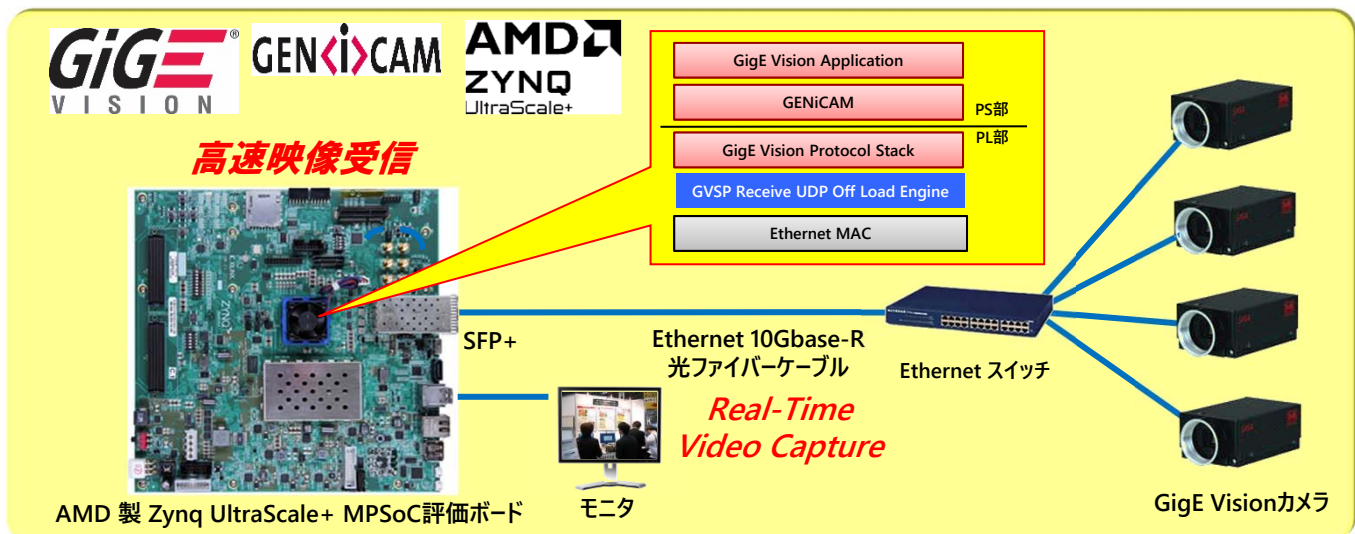 GiGE®
VISION
GEN<i>CAM
AMD
ZYNQ
UltraScale+
高速映像受信
GigE Vision Application
GENiCAM
PS部
PL部
GigE Vision Protocol Stack
GVSP Receive UDP Off Load Engine
Ethernet MAC
SFP+
Ethernet 10Gbase-R
光ファイバーケーブル
Ethernet スイッチ
Real-Time
Video Capture
AMD 製 Zynq UltraScale+ MPSoC評価ボード
モニタ
GigE Visionカメラ